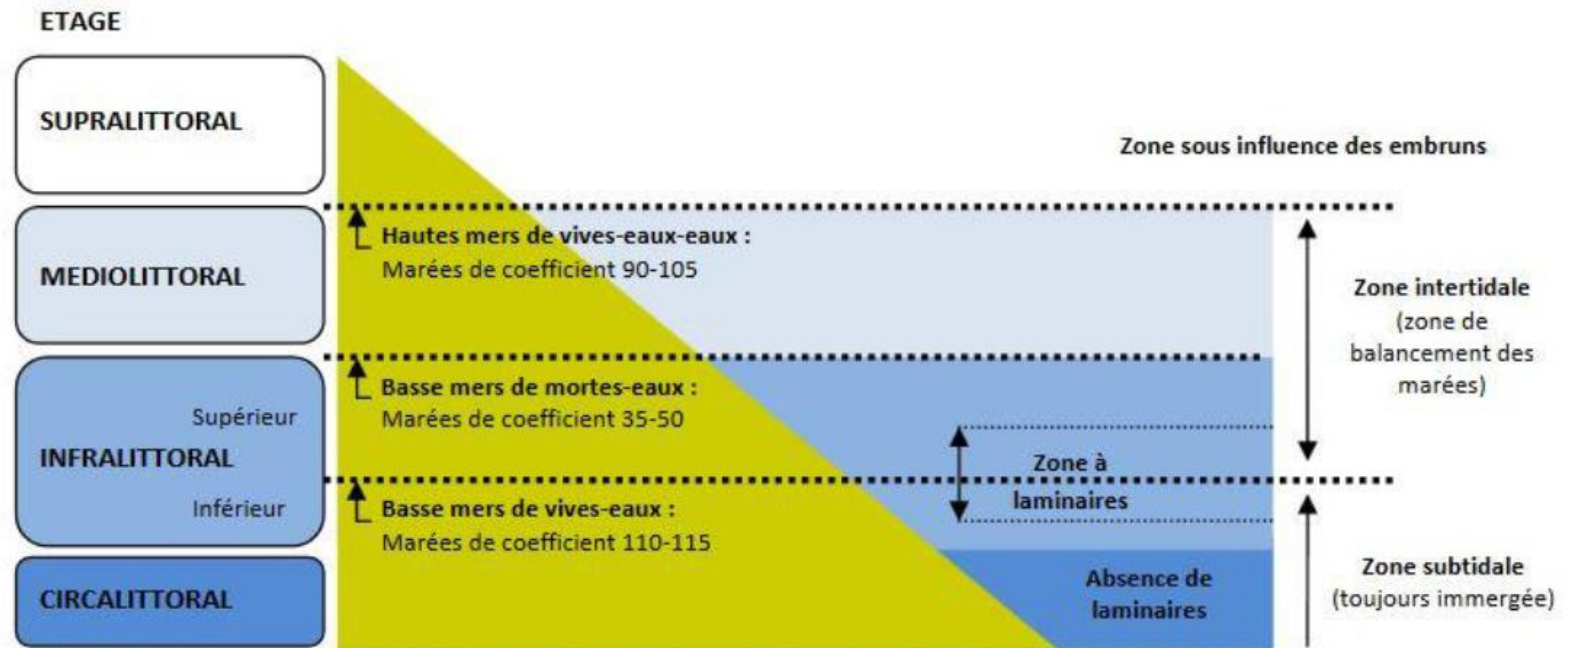 ETAGE
SUPRALITTORAL
Zone sous influence des embruns
Hautes mers de vives-eaux-eaux :
Marées de coefficient 90-105
MEDIOLITTORAL
Zone intertidale
(zone de
balancement des
marées)
Basse mers de mortes-eaux :
Marées de coefficient 35-50
Supérieur
INFRALITTORAL
Inférieur
Zone à
laminaires
Basse mers de vives-eaux :
Marées de coefficient 110-115
Zone subtidale
(toujours immergée)
CIRCALITTORAL
Absence de
laminaires